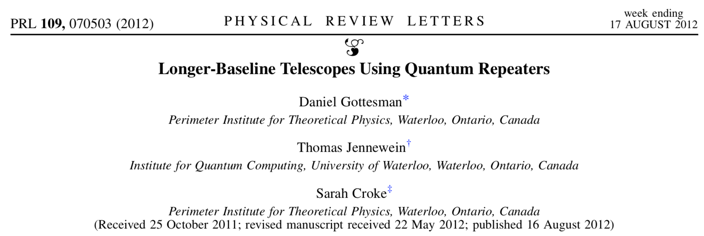 PRL 109, 070503 (2012)
PHYSICAL REVIEW LETTERS
week ending
17 AUGUST 2012
Longer-Baseline Telescopes Using Quantum Repeaters
Daniel Gottesman*
Perimeter Institute for Theoretical Physics, Waterloo, Ontario, Canada
Thomas Jennewein†
Institute for Quantum Computing, University of Waterloo, Waterloo, Ontario, Canada
Sarah Croke‡
Perimeter Institute for Theoretical Physics, Waterloo, Ontario, Canada
(Received 25 October 2011; revised manuscript received 22 May 2012; published 16 August 2012)